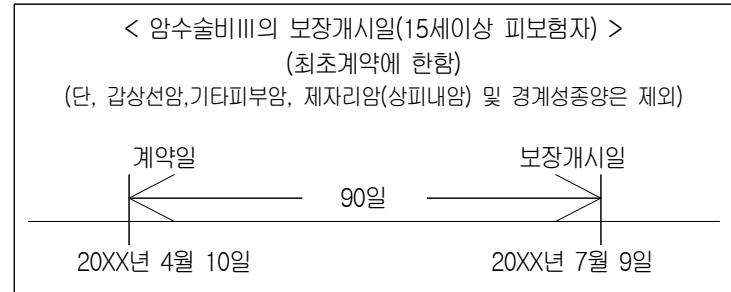 < 암수술비Ⅲ의 보장개시일(15세이상 피보험자) >
(최초계약에 한함)
(단, 갑상선암,기타피부암, 제자리암(상피내암) 및 경계성종양은 제외)
계약일 보장개시일
90일
20XX년 4월 10일 20XX년 7월 9일